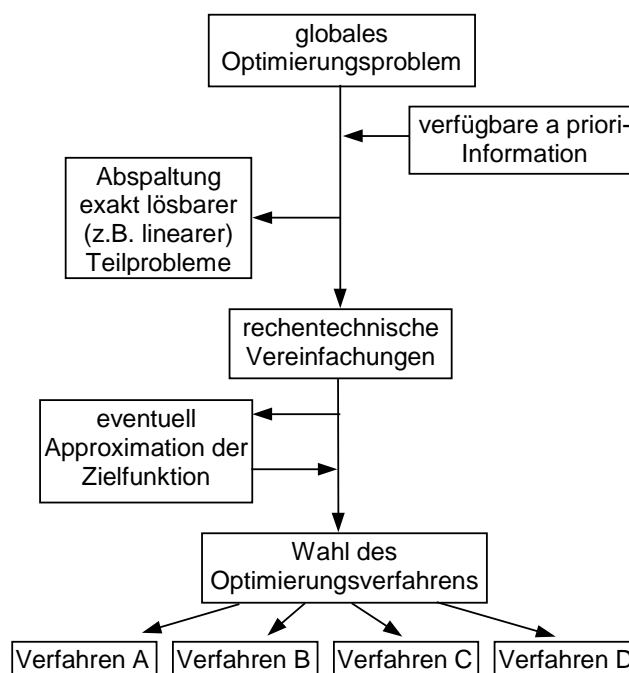 globales
Optimierungsproblem
verfügbare a priori-
Information
Abspaltung
exakt lösbarer
(z.B. linearer)
Teilprobleme
rechentechnische
Vereinfachungen
eventuell
Approximation der
Zielfunktion
Wahl des
Optimierungsverfahrens
Verfahren A
Verfahren B
Verfahren C
Verfahren D